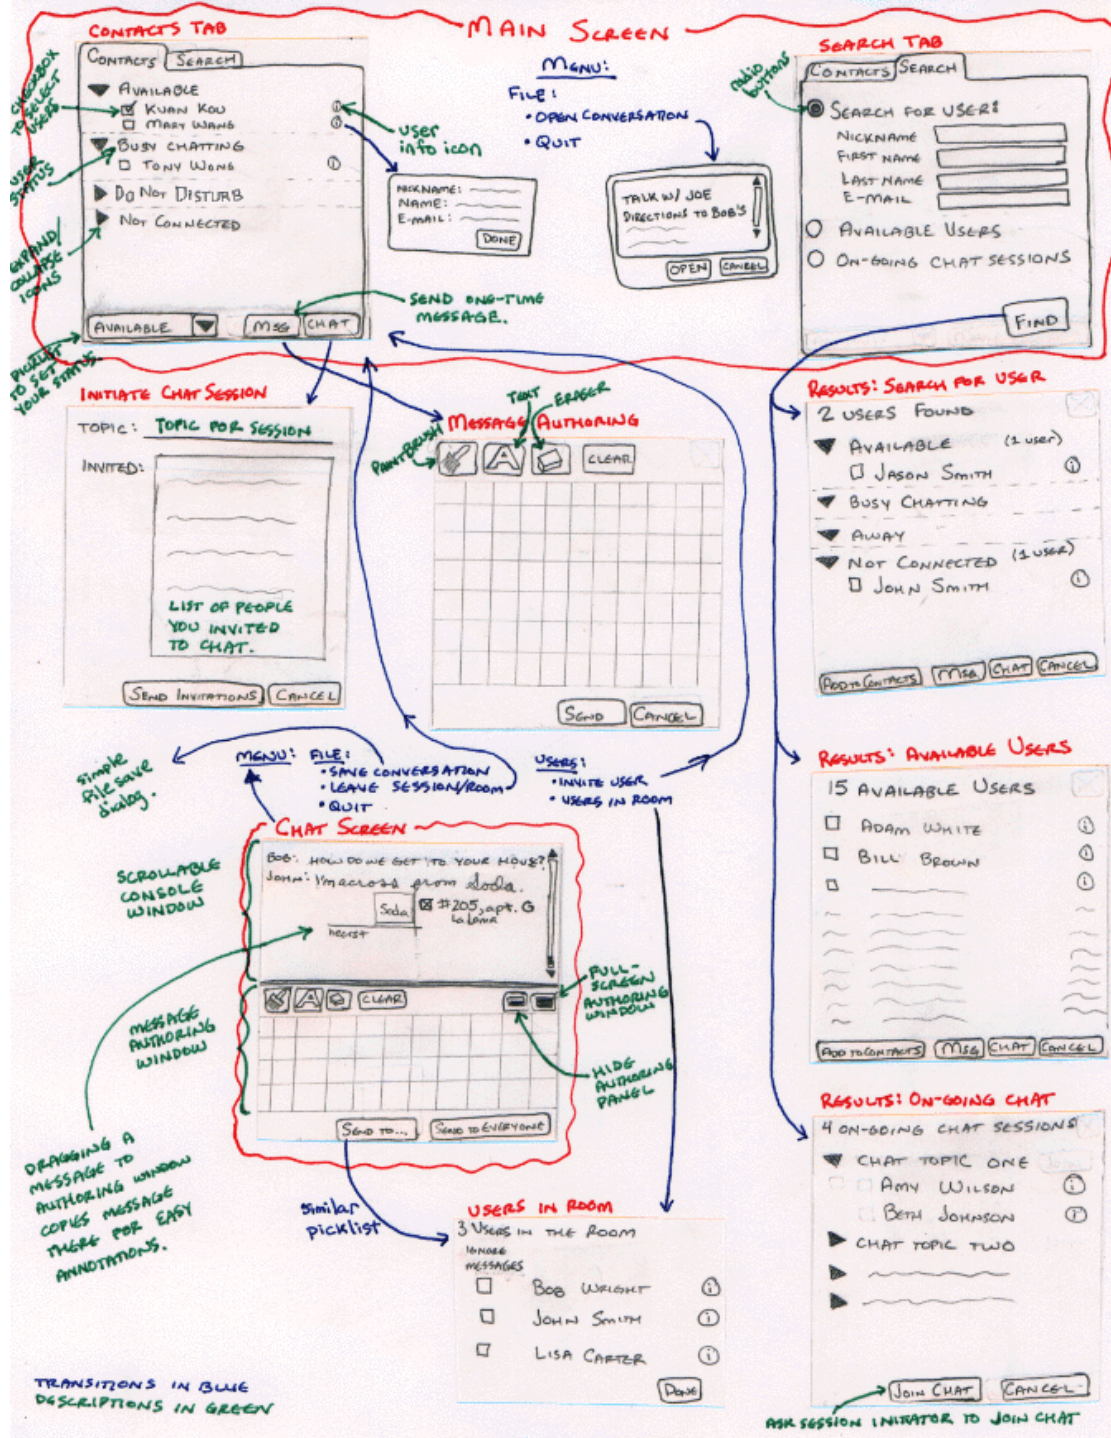 MAIN SCREEN
CONTACTS TAB
CONTACTS SEARCH
AVAILABLE
KUAN KOU
MARY WANG
BUSY CHATTING
TONY WONG
DO NOT DISTURB
NOT CONNECTED
AVAILABLE
MSG CHAT
CHECKBOX
TO SELECT
USERS
USER
STATUS
EXPAND/
COLLAPSE
ICONS
PICKLIST
TO SET
YOUR STATUS.
user
info icon
NICKNAME:
NAME:
E-MAIL:
DONE
SEND ONE-TIME
MESSAGE.
MENU:
FILE:
• OPEN CONVERSATION
• QUIT
TALK W/ JOE
DIRECTIONS TO BOB'S
OPEN CANCEL
SEARCH TAB
radio
buttons
CONTACTS SEARCH
SEARCH FOR USER:
NICKNAME
FIRST NAME
LAST NAME
E-MAIL
AVAILABLE USERS
ON-GOING CHAT SESSIONS
FIND
INITIATE CHAT SESSION
TOPIC: TOPIC FOR SESSION
INVITED:
LIST OF PEOPLE
YOU INVITED
TO CHAT.
SEND INVITATIONS CANCEL
MESSAGE AUTHORING
PAINTBRUSH
TEXT
ERASER
A
CLEAR
SEND CANCEL
RESULTS: SEARCH FOR USER
2 USERS FOUND
AVAILABLE (1 USER)
JASON SMITH
BUSY CHATTING
AWAY
NOT CONNECTED (1 USER)
JOHN SMITH
ADD TO CONTACTS MSG CHAT CANCEL
simple
file save
dialog.
MENU: FILE:
• SAVE CONVERSATION
• LEAVE SESSION/ROOM
• QUIT
USERS:
• INVITE USER
• USERS IN ROOM
CHAT SCREEN
BOB: HOW DO WE GET TO YOUR HOUSE?
JOHN: I'm across from Soda.
Soda #205, apt. G
La Loma
hearst
A CLEAR
SEND TO... SEND TO EVERYONE
SCROLLABLE
CONSOLE
WINDOW
MESSAGE
AUTHORING
WINDOW
FULL-
SCREEN
AUTHORING
WINDOW
HIDE
AUTHORING
PANEL
DRAGGING A
MESSAGE TO
AUTHORING WINDOW
COPIES MESSAGE
THERE FOR EASY
ANNOTATIONS.
similar
picklist
USERS IN ROOM
3 USERS IN THE ROOM
IGNORE
MESSAGES
BOB WRIGHT
JOHN SMITH
LISA CARTER
DONE
RESULTS: AVAILABLE USERS
15 AVAILABLE USERS
ADAM WHITE
BILL BROWN
ADD TO CONTACTS MSG CHAT CANCEL
RESULTS: ON-GOING CHAT
4 ON-GOING CHAT SESSIONS
CHAT TOPIC ONE
AMY WILSON
BETH JOHNSON
CHAT TOPIC TWO
JOIN CHAT CANCEL
ASK SESSION INITIATOR TO JOIN CHAT
TRANSITIONS IN BLUE
DESCRIPTIONS IN GREEN